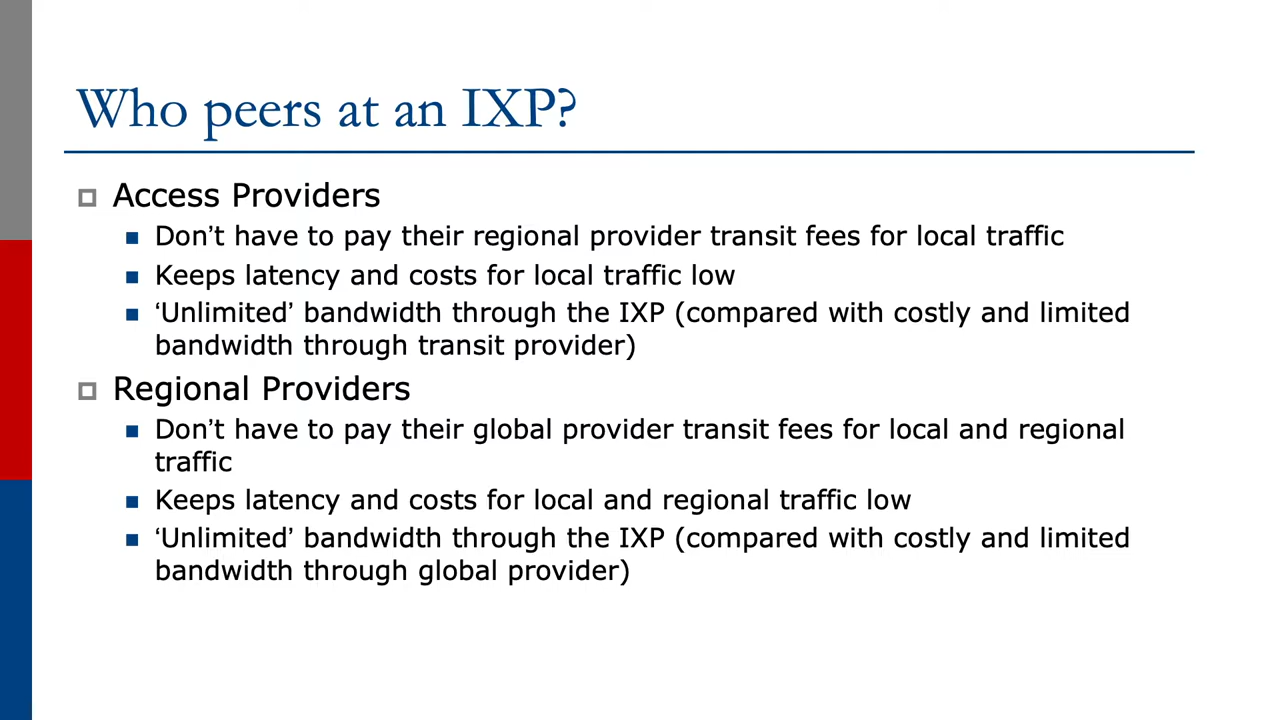 Who peers at an IXP?
Access Providers
Don’t have to pay their regional provider transit fees for local traffic
Keeps latency and costs for local traffic low
‘Unlimited’ bandwidth through the IXP (compared with costly and limited
bandwidth through transit provider)
Regional Providers
Don’t have to pay their global provider transit fees for local and regional
traffic
Keeps latency and costs for local and regional traffic low
‘Unlimited’ bandwidth through the IXP (compared with costly and limited
bandwidth through global provider)